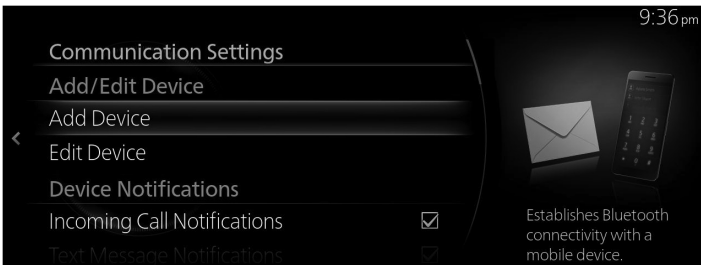 9:36 pm
Communication Settings
Add/Edit Device
Add Device
Edit Device
Device Notifications
Incoming Call Notifications
Text Message Notifications
Establishes Bluetooth
connectivity with a
mobile device.